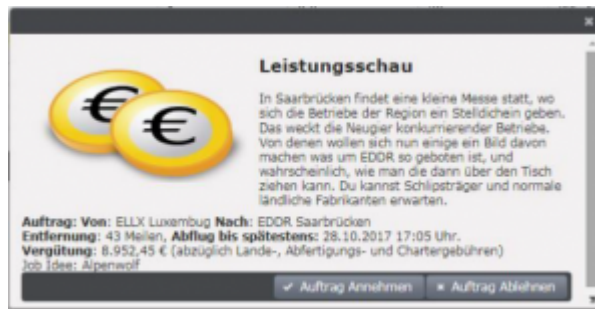 Leistungsschau
In Saarbrücken findet eine kleine Messe statt, wo
sich die Betriebe der Region ein Stelldichein geben.
Das weckt die Neugier konkurrierender Betriebe.
Von denen wollen sich nun einige ein Bild davon
machen was um EDDR so geboten ist, und
wahrscheinlich, wie man die dann über den Tisch
ziehen kann. Du kannst Schlipsträger und normale
ländliche Fabrikanten erwarten.
Auftrag: Von: ELLX Luxembug Nach: EDDR Saarbrücken
Entfernung: 43 Meilen, Abflug bis spätestens: 28.10.2017 17:05 Uhr.
Vergütung: 8.952,45 € (abzüglich Lande-, Abfertigungs- und Chartergebühren)
Job Idee: Alpenwolf
Auftrag Annehmen Auftrag Ablehnen